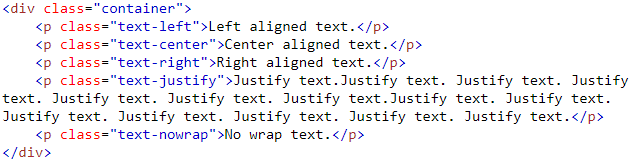 <div class="container">
    <p class="text-left">Left aligned text.</p>
    <p class="text-center">Center aligned text.</p>
    <p class="text-right">Right aligned text.</p>
    <p class="text-justify">Justify text.Justify text. Justify text. Justify
text. Justify text. Justify text. Justify text.Justify text. Justify text.
Justify text. Justify text. Justify text. Justify text. Justify text.</p>
    <p class="text-nowrap">No wrap text.</p>
</div>